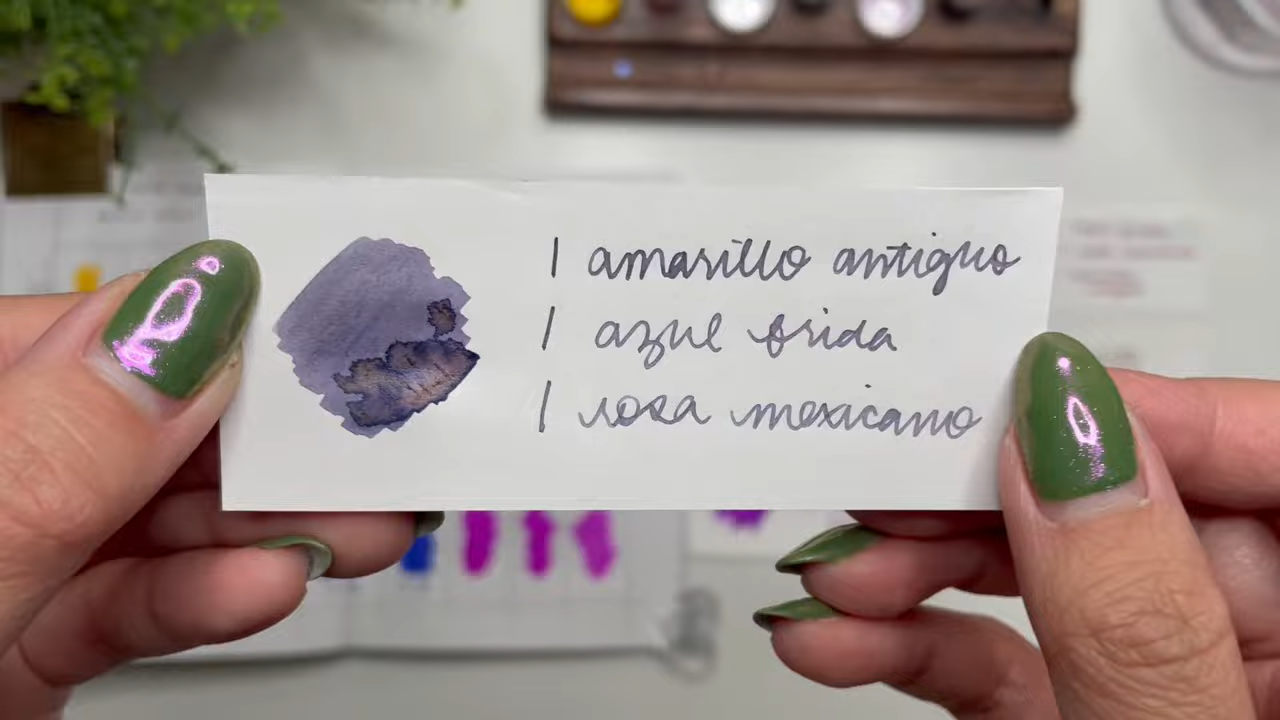 1 amarillo antiguo
1 azul frida
1 rosa mexicano